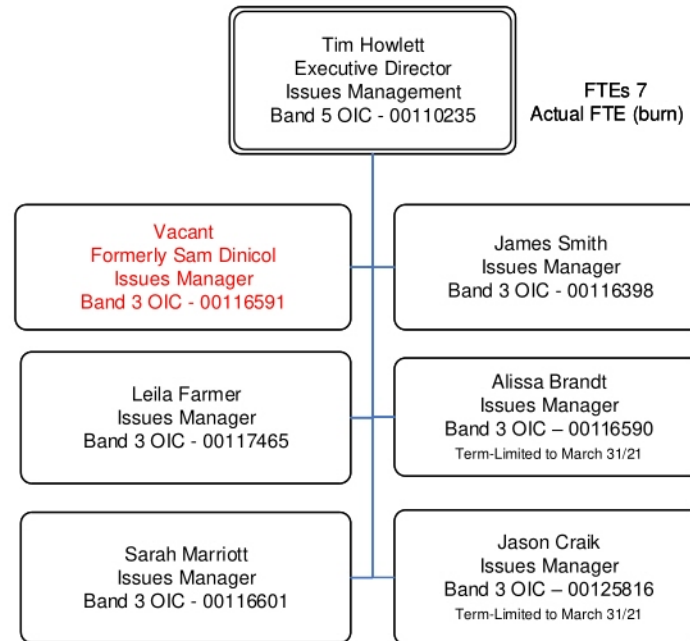 Tim Howlett
Executive Director
Issues Management
Band 5 OIC - 00110235
FTEs 7
Actual FTE (burn)
Vacant
Formerly Sam Dinicol
Issues Manager
Band 3 OIC - 00116591
James Smith
Issues Manager
Band 3 OIC - 00116398
Leila Farmer
Issues Manager
Band 3 OIC - 00117465
Alissa Brandt
Issues Manager
Band 3 OIC – 00116590
Term-Limited to March 31/21
Sarah Marriott
Issues Manager
Band 3 OIC - 00116601
Jason Craik
Issues Manager
Band 3 OIC – 00125816
Term-Limited to March 31/21